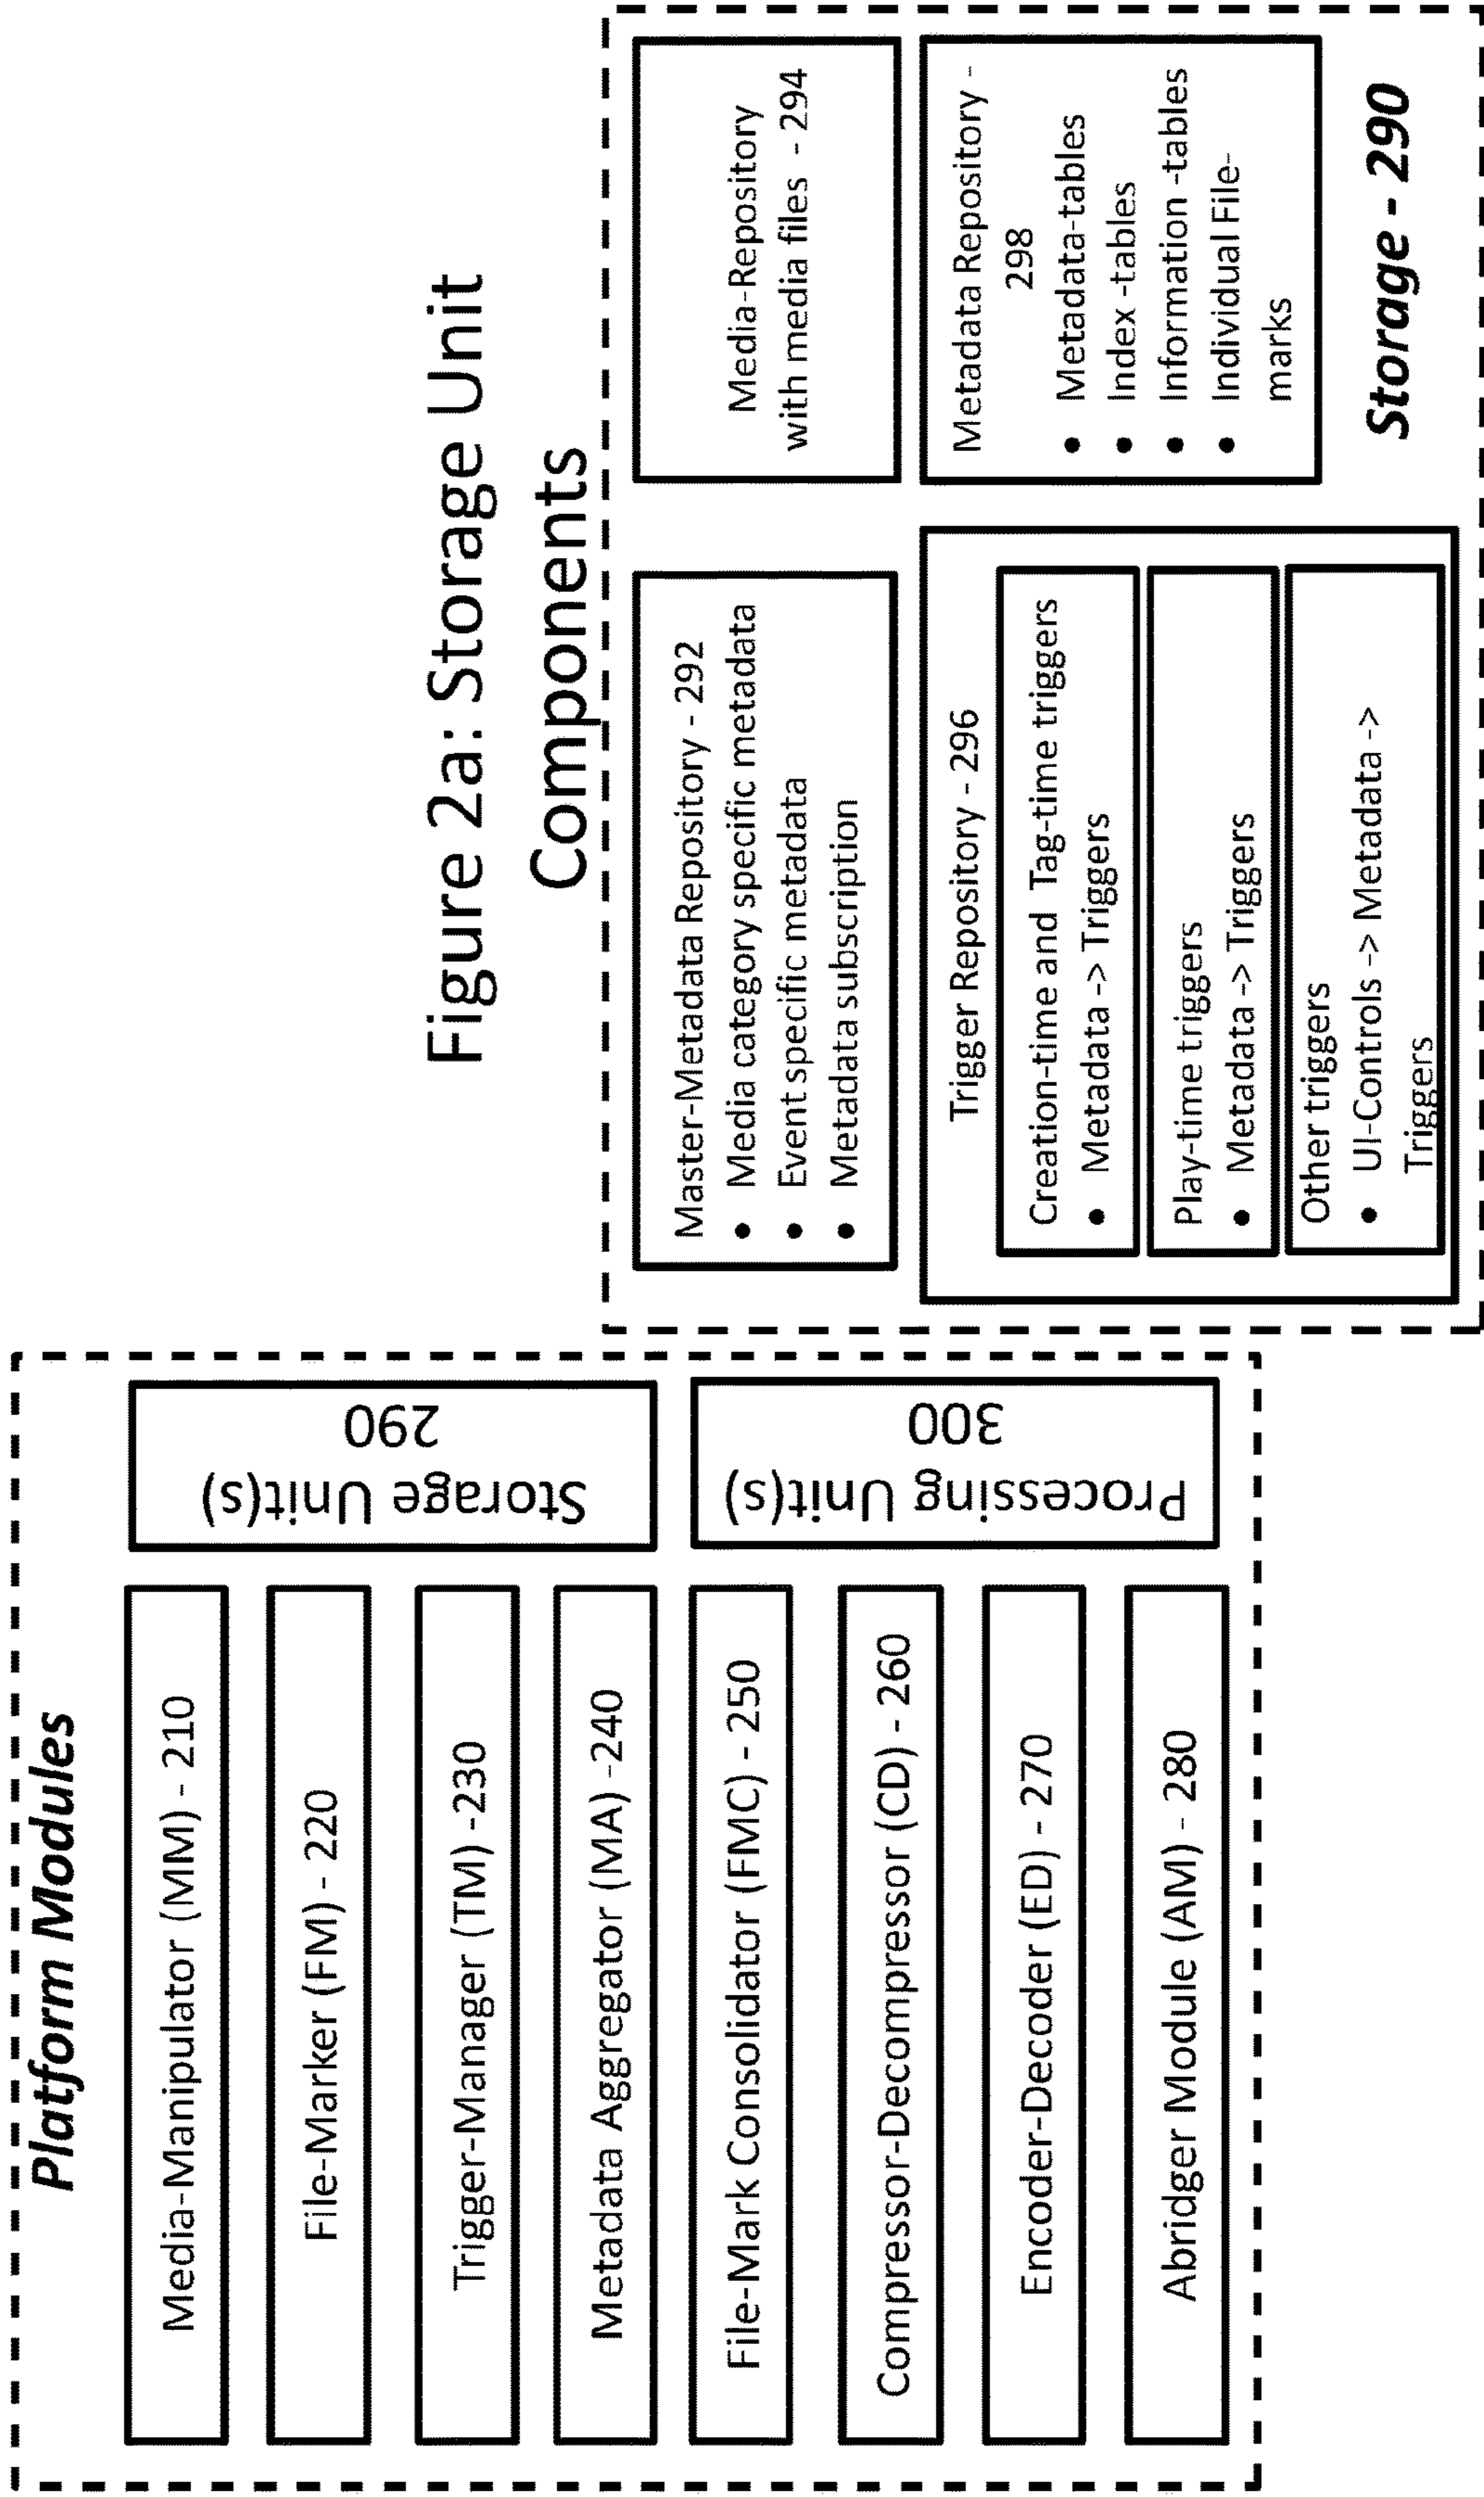 Figure 2a: Storage Unit
Components
Platform Modules
Media-Manipulator (MM) - 210
File-Marker (FM) - 220
Trigger-Manager (TM) -230
Metadata Aggregator (MA) -240
File-Mark Consolidator (FMC) - 250
Compressor-Decompressor (CD) - 260
Encoder-Decoder (ED) - 270
Abridger Module (AM) - 280
Storage Unit(s)
290
Processing Unit(s)
300
Master-Metadata Repository - 292
• Media category specific metadata
• Event specific metadata
• Metadata subscription
Media-Repository
with media files - 294
Trigger Repository - 296
Creation-time and Tag-time triggers
• Metadata -> Triggers
Play-time triggers
• Metadata -> Triggers
Other triggers
• UI-Controls -> Metadata ->
Triggers
Metadata Repository -
298
• Metadata-tables
• Index -tables
• Information -tables
• Individual File-
marks
Storage - 290